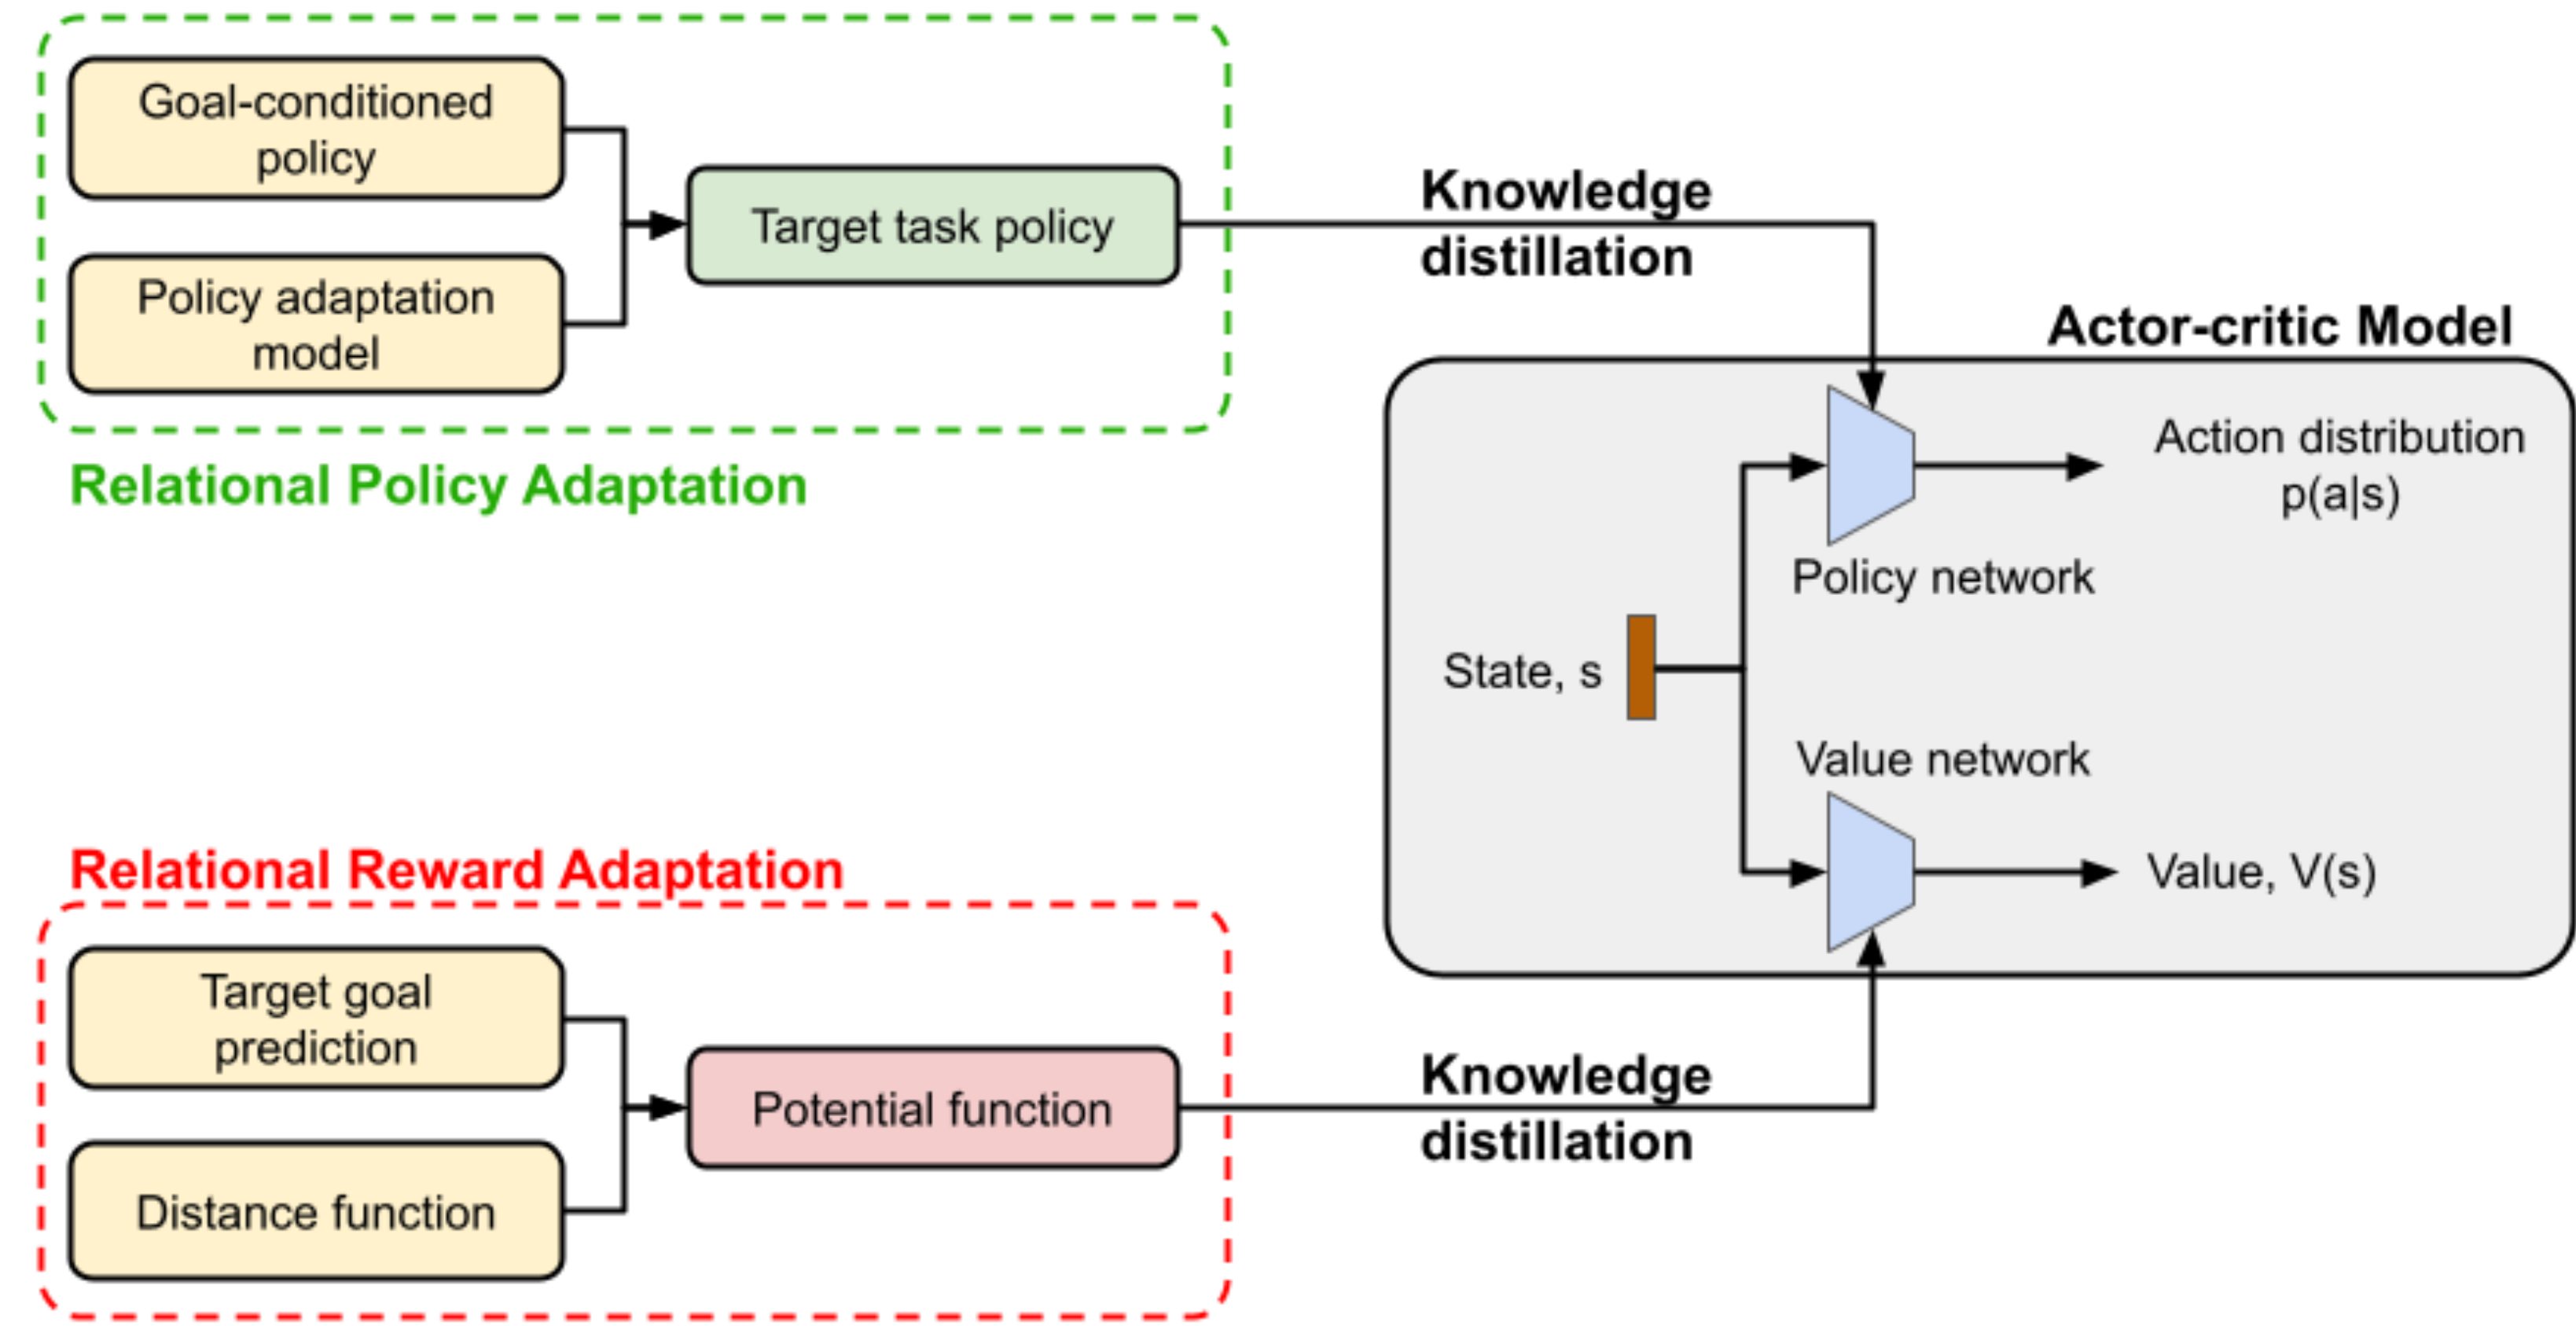 Goal-conditioned
policy
Policy adaptation
model
Target task policy
Relational Policy Adaptation
Knowledge
distillation
Actor-critic Model
Action distribution
p(a|s)
Policy network
State, s
Value network
Value, V(s)
Relational Reward Adaptation
Target goal
prediction
Distance function
Potential function
Knowledge
distillation